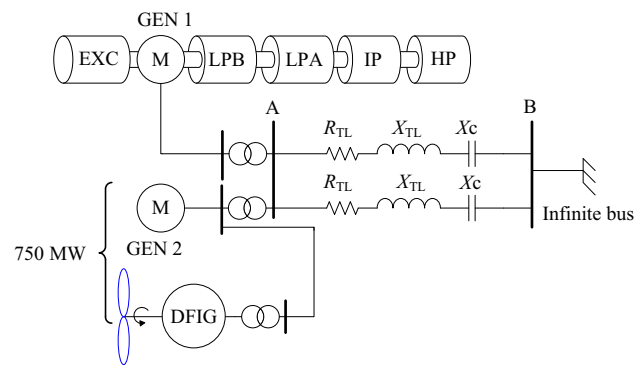 GEN 1
EXC M LPB LPA IP HP
A B
RTL XTL Xc
RTL XTL Xc
M
Infinite bus
GEN 2
750 MW
DFIG